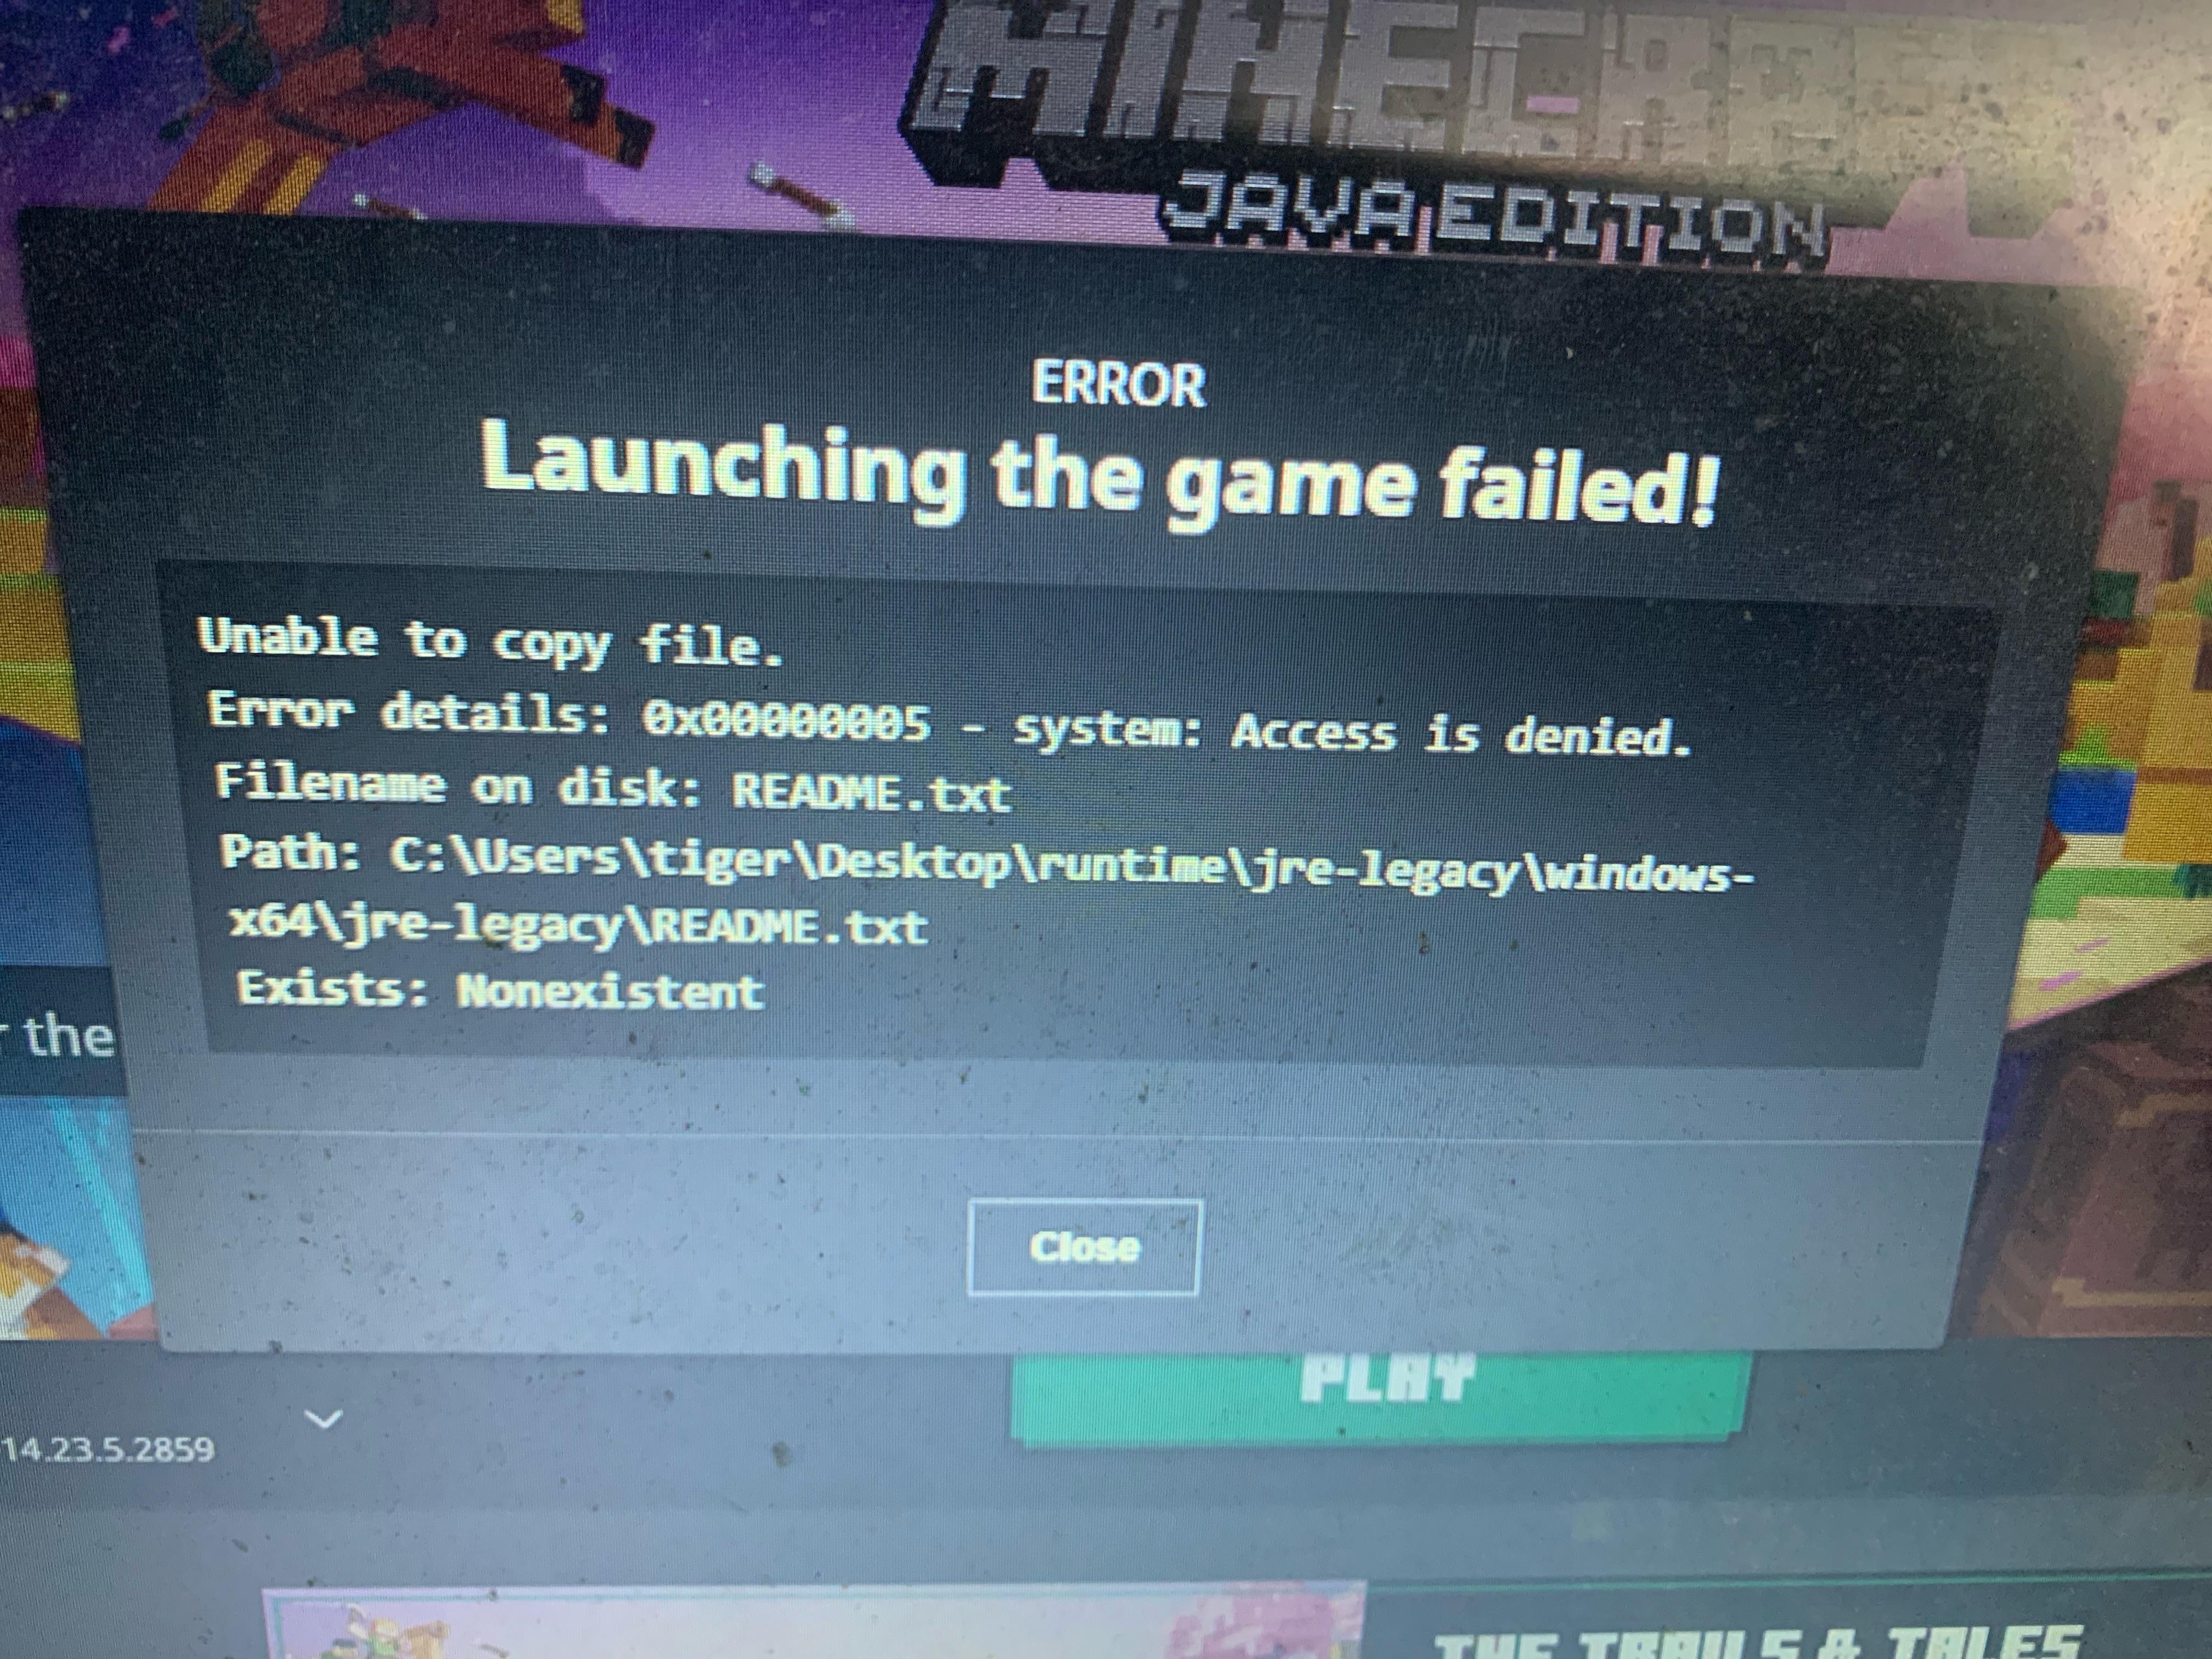 MINECRA
JAVA EDITION
ERROR
Launching the game failed!
Unable to copy file.
Error details: 0x00000005 - system: Access is denied.
Filename on disk: README.txt
Path: C:\Users\tiger\Desktop\runtime\jre-legacy\windows-
x64\jre-legacy\README.txt
Exists: Nonexistent
the
Close
PLAY
14.23.5.2859
THE TRAILS & TALES